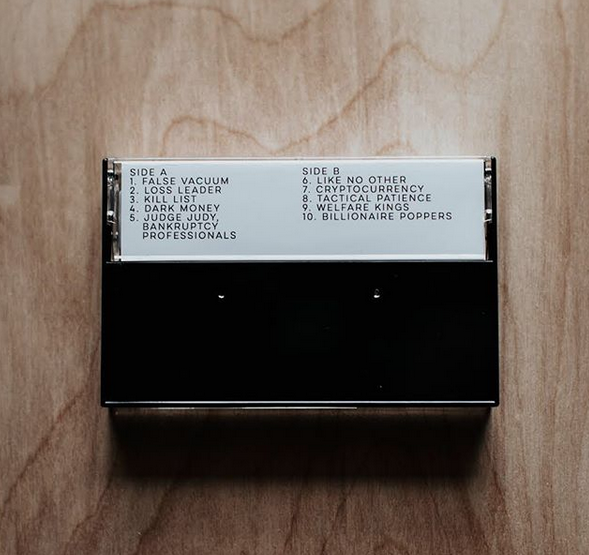 SIDE A
1. FALSE VACUUM
2. LOSS LEADER
3. KILL LIST
4. DARK MONEY
5. JUDGE JUDY,
BANKRUPTCY
PROFESSIONALS
SIDE B
6. LIKE NO OTHER
7. CRYPTOCURRENCY
8. TACTICAL PATIENCE
9. WELFARE KINGS
10. BILLIONAIRE POPPERS